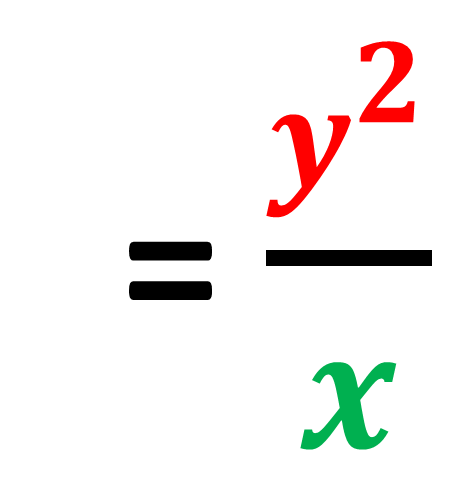 = y²/x